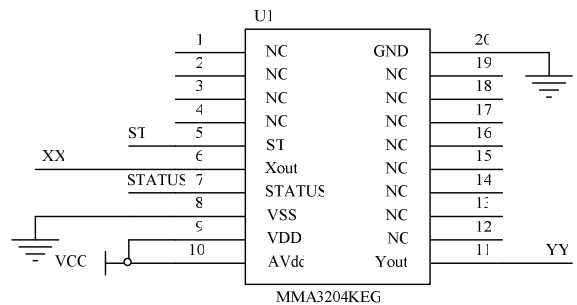 U1
1 NC GND 20
2 NC NC 19
3 NC NC 18
4 NC NC 17
ST 5 ST NC 16
XX 6 Xout NC 15
STATUS 7 STATUS NC 14
8 VSS NC 13
9 VDD NC 12
VCC 10 AVdd Yout 11 YY
MMA3204KEG